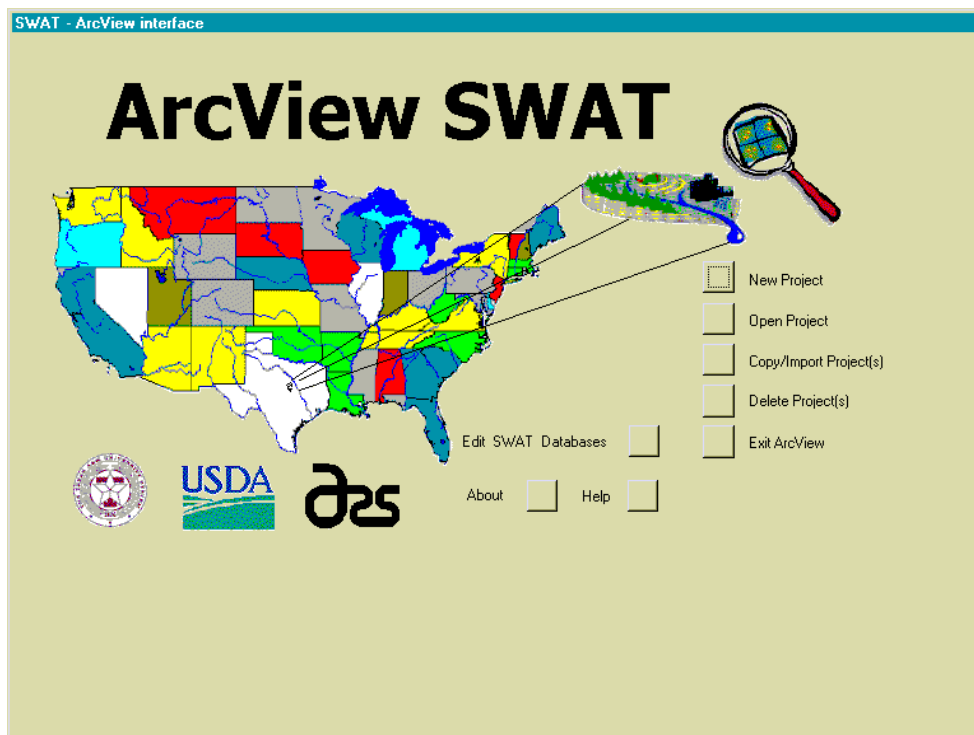 SWAT - ArcView interface
ArcView SWAT
New Project
Open Project
Copy/Import Project(s)
Delete Project(s)
Edit SWAT Databases
Exit ArcView
About
Help
USDA
ars